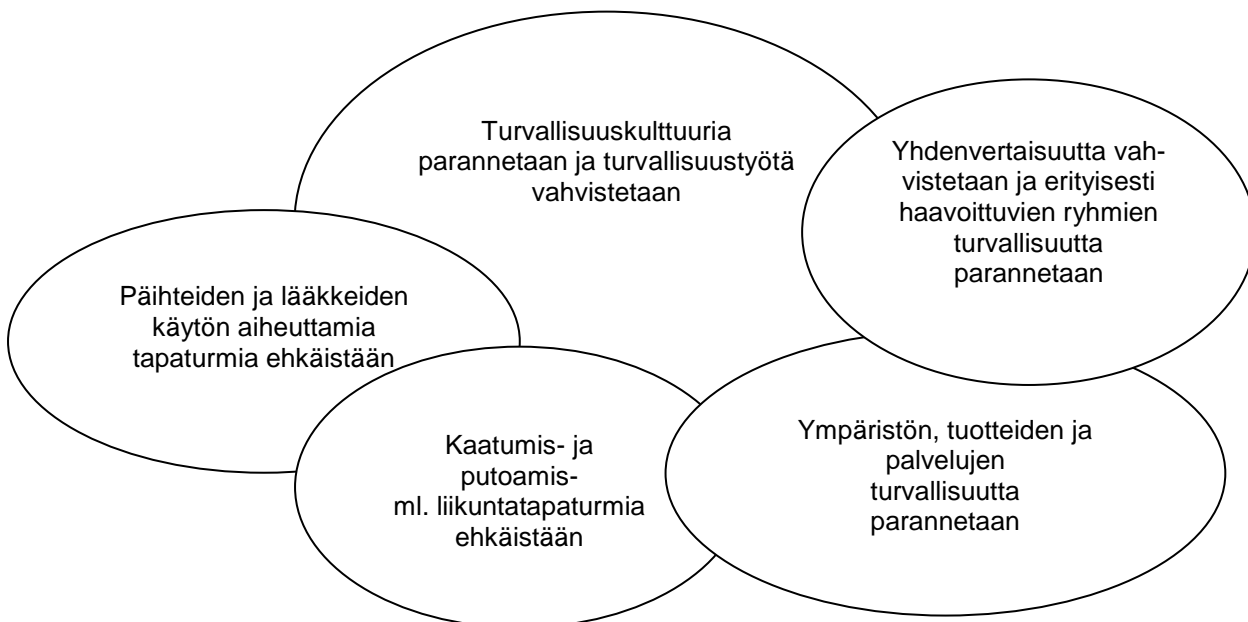 Turvallisuuskulttuuria
parannetaan ja turvallisuustyötä
vahvistetaan
Yhdenvertaisuutta vah-
vistetaan ja erityisesti
haavoittuvien ryhmien
turvallisuutta
parannetaan
Päihteiden ja lääkkeiden
käytön aiheuttamia
tapaturmia ehkäistään
Kaatumis- ja
putoamis-
ml. liikuntatapaturmia
ehkäistään
Ympäristön, tuotteiden ja
palvelujen
turvallisuutta
parannetaan